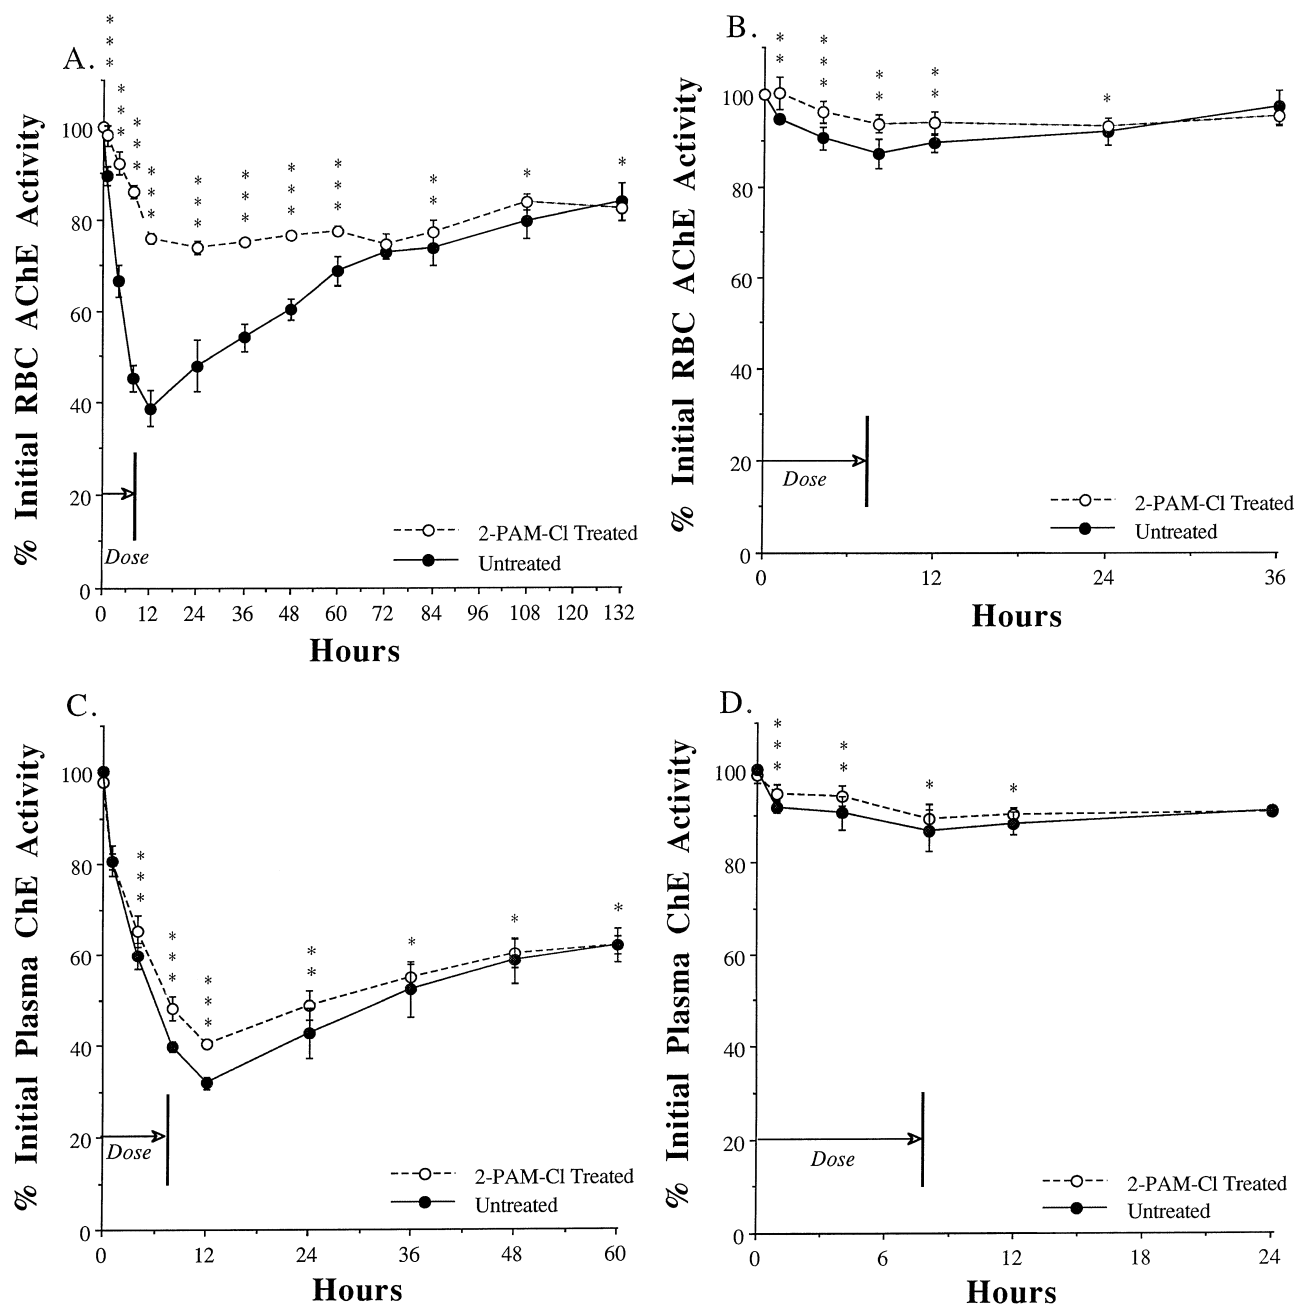 A.
% Initial RBC AChE Activity
100
80
60
40
20
0
Dose
2-PAM-Cl Treated
Untreated
0 12 24 36 48 60 72 84 96 108 120 132
Hours
B.
% Initial RBC AChE Activity
100
80
60
40
20
0
Dose
2-PAM-Cl Treated
Untreated
0 12 24 36
Hours
C.
% Initial Plasma ChE Activity
100
80
60
40
20
0
Dose
2-PAM-Cl Treated
Untreated
0 12 24 36 48 60
Hours
D.
% Initial Plasma ChE Activity
100
80
60
40
20
0
Dose
2-PAM-Cl Treated
Untreated
0 6 12 18 24
Hours